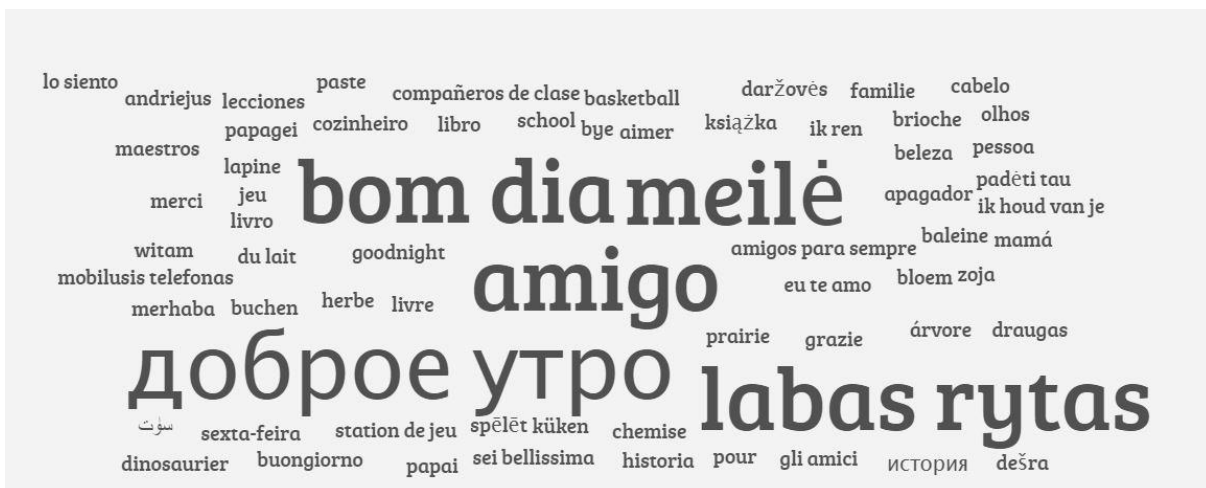 lo siento
andriejus
lecciones
paste
compañeros de clase
basketball
daržovės
familie
cabelo
papagei
cozinheiro
libro
school
bye
aimer
książka
ik ren
brioche
olhos
maestros
lapine
bom dia
meilė
beleza
pessoa
merci
jeu
livro
apagador
padėti tau
ik houd van je
witam
du lait
goodnight
amigo
amigos para sempre
baleine
mamá
mobilusis telefonas
eu te amo
bloem
zoja
merhaba
buchen
herbe
livre
доброе утро
prairie
grazie
árvore
draugas
labas rytas
sexta-feira
station de jeu
spēlēt
küken
chemise
dinosaurier
buongiorno
papai
sei bellissima
historia
pour
gli amici
история
dešra